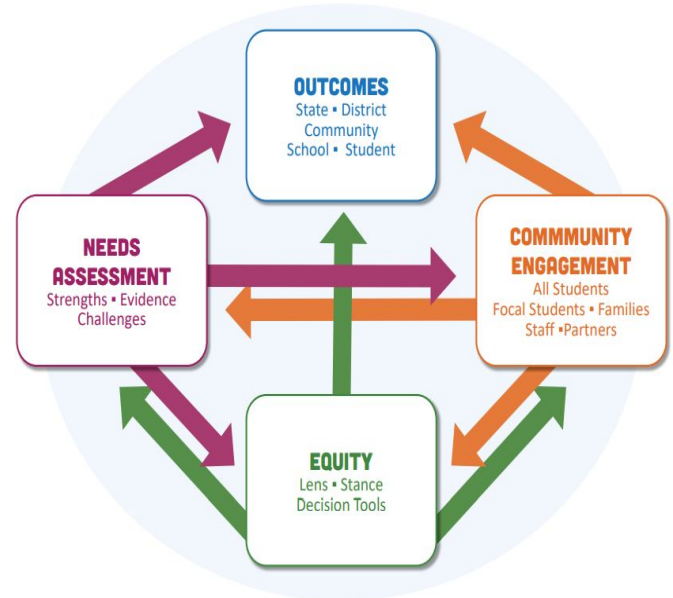 OUTCOMES
State ▪ District
Community
School ▪ Student
NEEDS
ASSESSMENT
Strengths ▪ Evidence
Challenges
COMMMUNITY
ENGAGEMENT
All Students
Focal Students ▪ Families
Staff ▪Partners
EQUITY
Lens ▪ Stance
Decision Tools